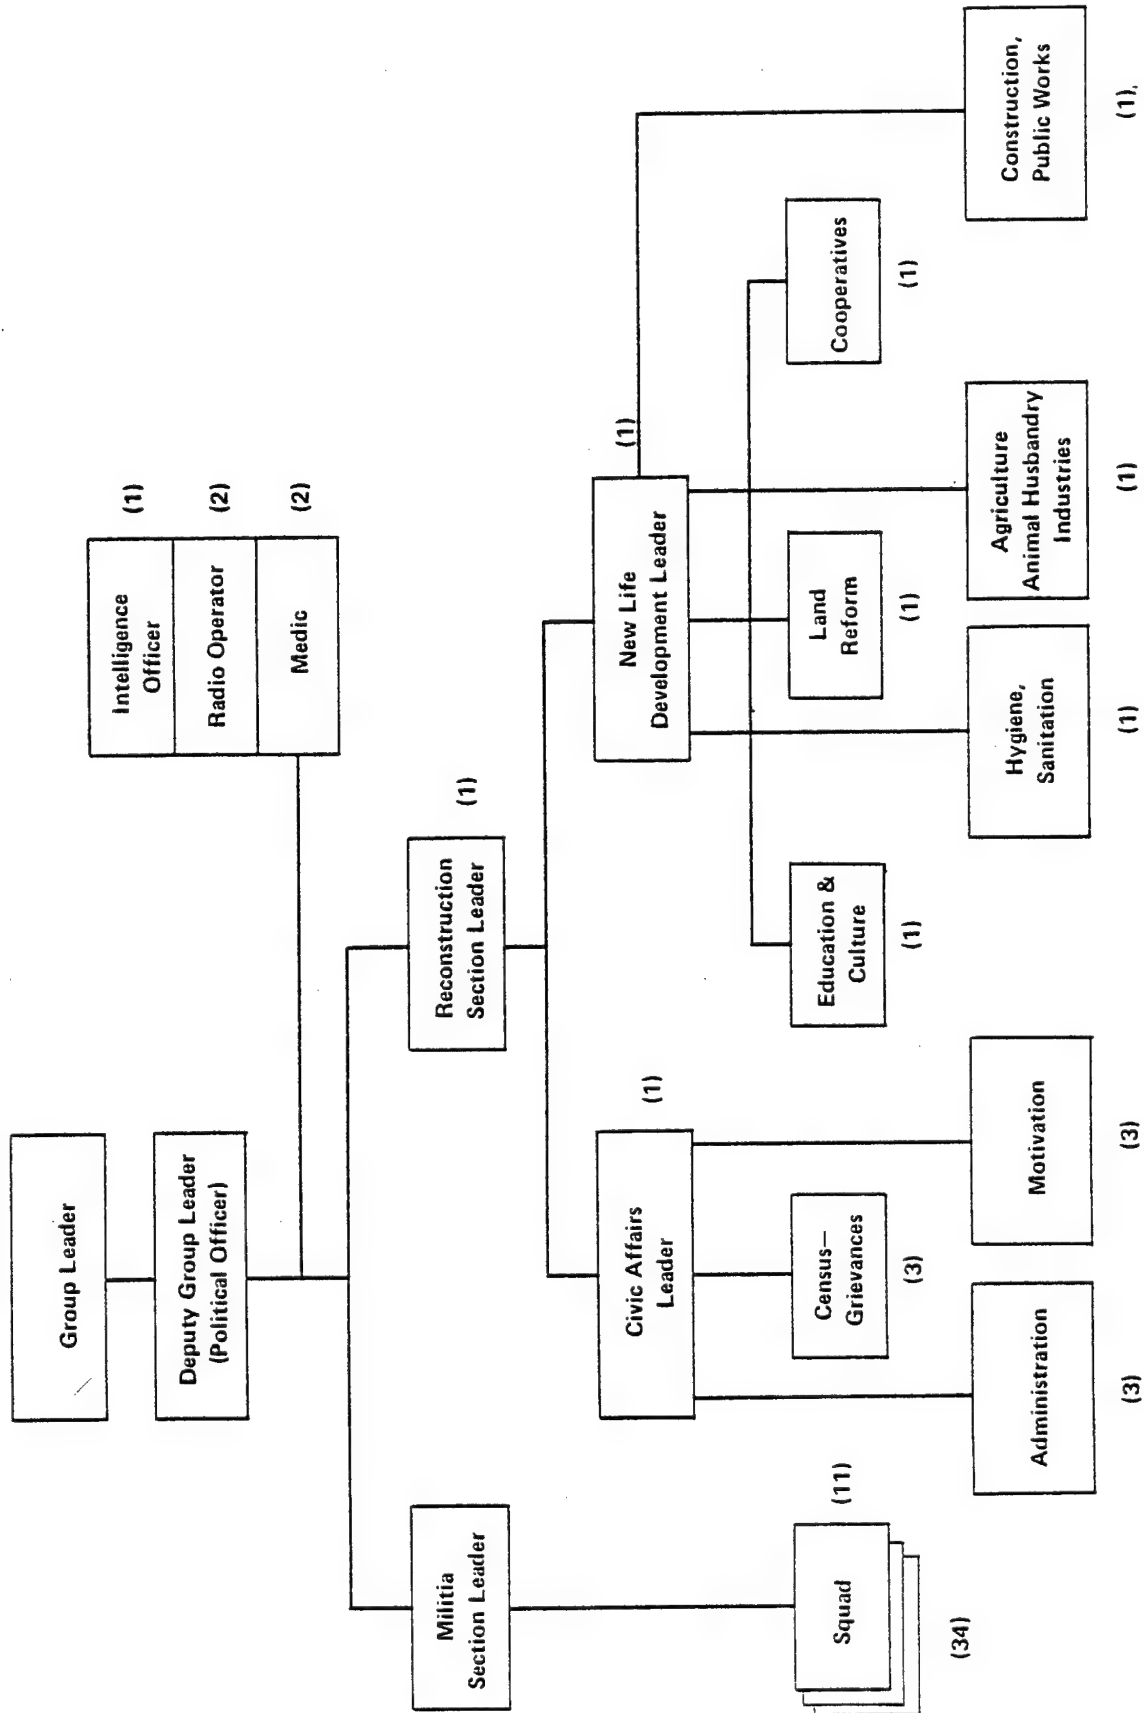 Group Leader
Deputy Group Leader
(Political Officer)
Intelligence
Officer
(1)
Radio Operator
(2)
Medic
(2)
Militia
Section Leader
Reconstruction
Section Leader
(1)
Civic Affairs
Leader
(1)
New Life
Development Leader
(1)
Squad
(11)
(34)
Census—
Grievances
(3)
Education &
Culture
(1)
Land
Reform
(1)
Cooperatives
(1)
Administration
(3)
Motivation
(3)
Hygiene,
Sanitation
(1)
Agriculture
Animal Husbandry
Industries
(1)
Construction,
Public Works
(1).